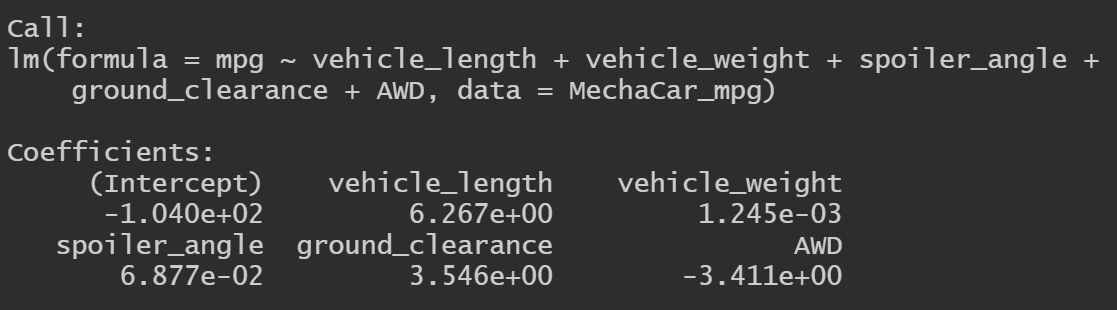 Call:
lm(formula = mpg ~ vehicle_length + vehicle_weight + spoiler_angle +
    ground_clearance + AWD, data = MechaCar_mpg)

Coefficients:
     (Intercept)    vehicle_length    vehicle_weight
      -1.040e+02         6.267e+00         1.245e-03
   spoiler_angle  ground_clearance               AWD
       6.877e-02         3.546e+00        -3.411e+00